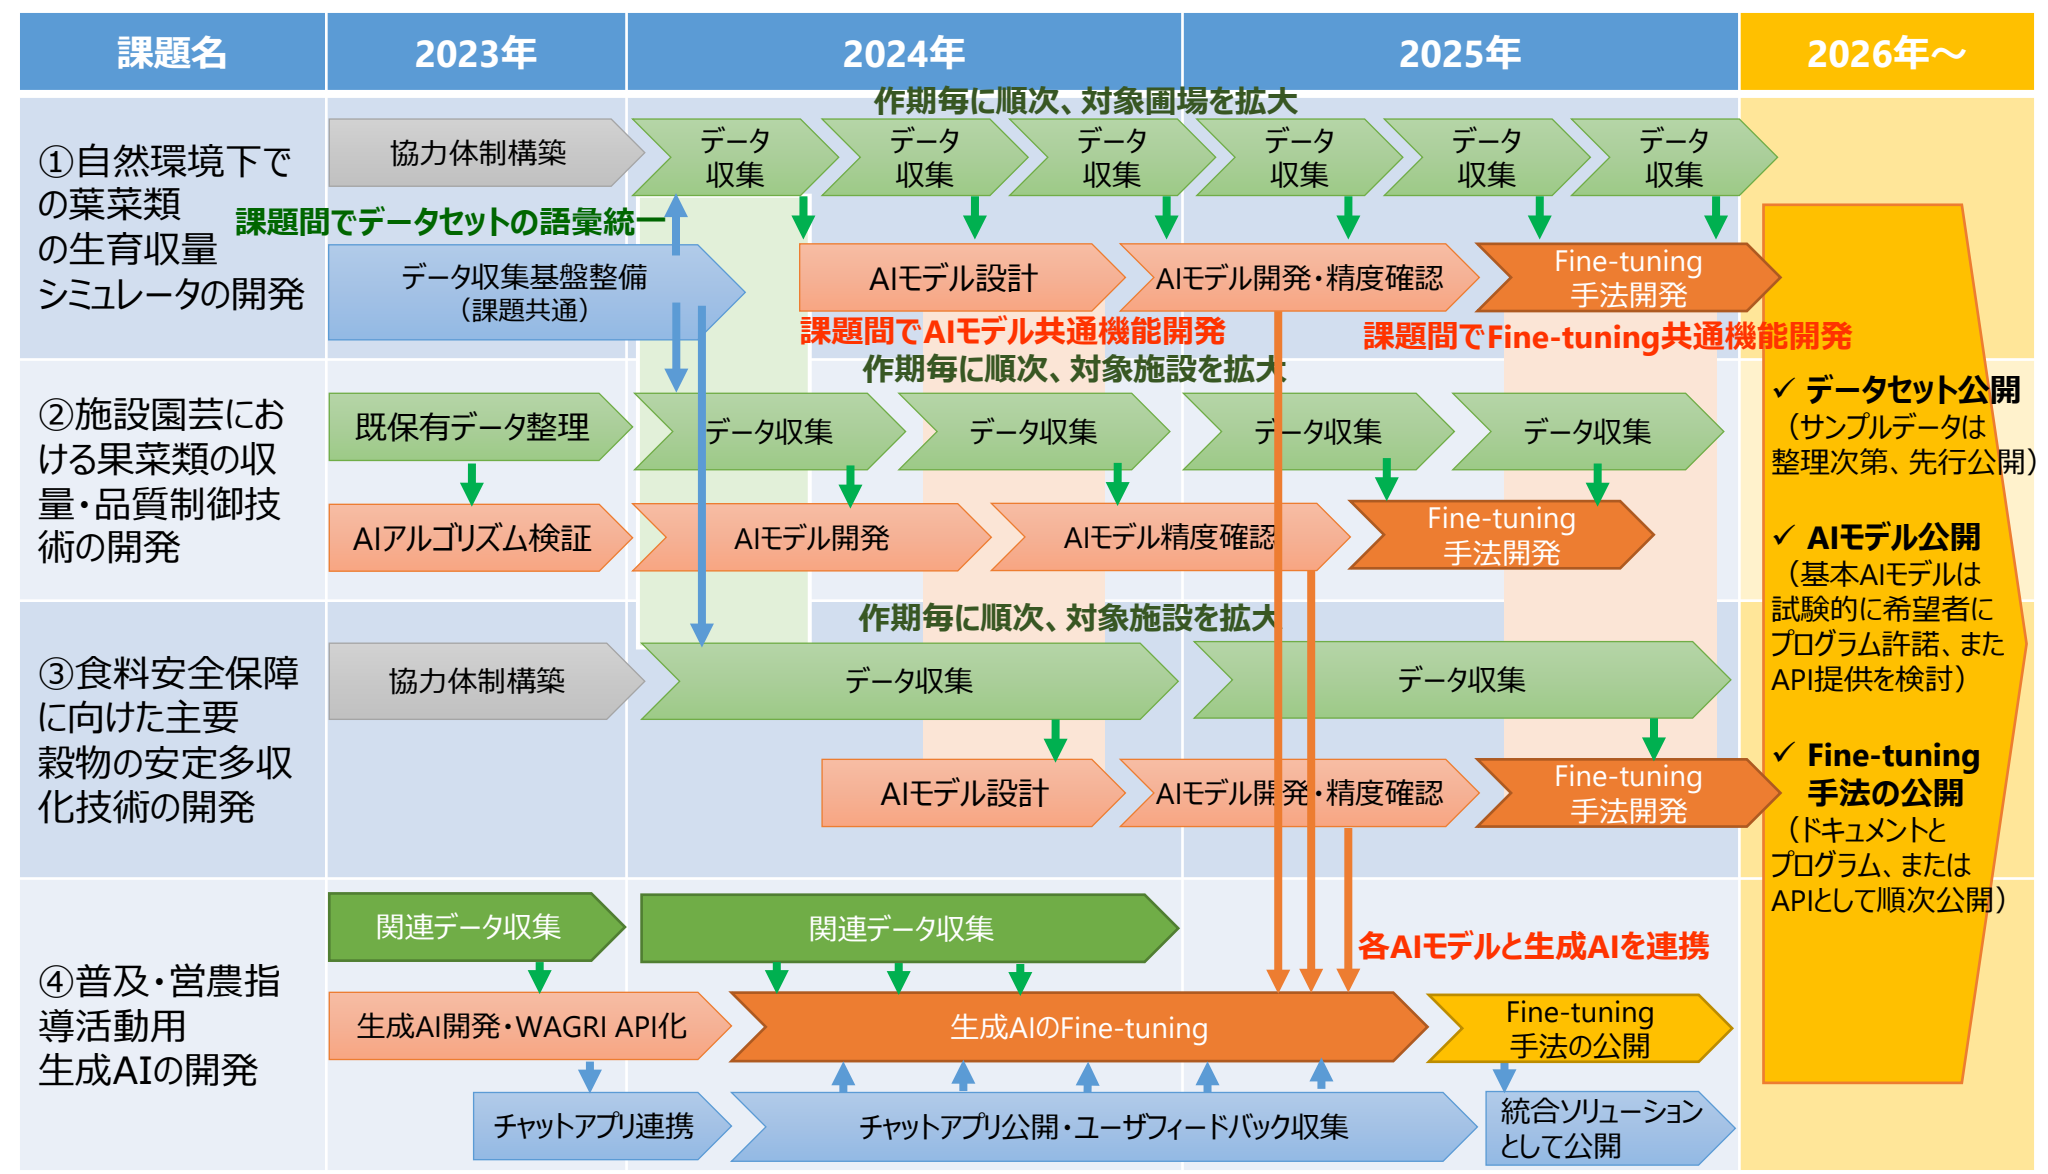 課題名
2023年
2024年
2025年
2026年～
①自然環境下で
の葉菜類
の生育収量
シミュレータの開発
作期毎に順次、対象圃場を拡大
協力体制構築
データ
収集
データ
収集
データ
収集
データ
収集
データ
収集
データ
収集
課題間でデータセットの語彙統一
データ収集基盤整備
（課題共通）
AIモデル設計
AIモデル開発・精度確認
Fine-tuning
手法開発
課題間でAIモデル共通機能開発
課題間でFine-tuning共通機能開発
②施設園芸にお
ける果菜類の収
量・品質制御技
術の開発
作期毎に順次、対象施設を拡大
既保有データ整理
データ収集
データ収集
データ収集
データ収集
AIアルゴリズム検証
AIモデル開発
AIモデル精度確認
Fine-tuning
手法開発
③食料安全保障
に向けた主要
穀物の安定多収
化技術の開発
作期毎に順次、対象施設を拡大
協力体制構築
データ収集
データ収集
AIモデル設計
AIモデル開発・精度確認
Fine-tuning
手法開発
④普及・営農指
導活動用
生成AIの開発
関連データ収集
関連データ収集
各AIモデルと生成AIを連携
生成AI開発・WAGRI API化
生成AIのFine-tuning
Fine-tuning
手法の公開
チャットアプリ連携
チャットアプリ公開・ユーザフィードバック収集
統合ソリューション
として公開
✓ データセット公開
（サンプルデータは
整理次第、先行公開）
✓ AIモデル公開
（基本AIモデルは
試験的に希望者に
プログラム許諾、また
API提供を検討）
✓ Fine-tuning
手法の公開
（ドキュメントと
プログラム、または
APIとして順次公開）